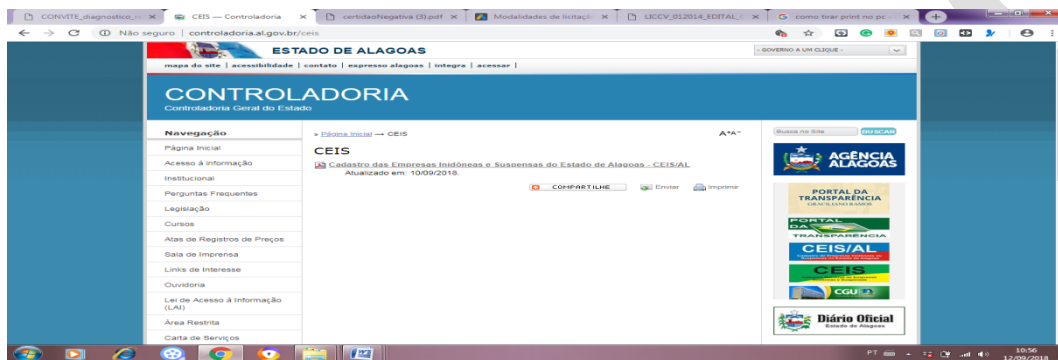 CONVITE_diagnostico_
CEIS — Controladoria
certidaoNegativa (3).pdf
Modalidades de licitaçã
LICCV_012014_EDITAL_
como tirar print no pc
Não seguro | controladoria.al.gov.br/ceis
ESTADO DE ALAGOAS
- GOVERNO A UM CLIQUE -
mapa do site | acessibilidade | contato | expresso alagoas | integra | acessar |
CONTROLADORIA
Controladoria Geral do Estado
Navegação
Página Inicial
Acesso à informação
Institucional
Perguntas Frequentes
Legislação
Cursos
Atas de Registros de Preços
Sala de Imprensa
Links de Interesse
Ouvidoria
Lei de Acesso à Informação
(LAI)
Área Restrita
Carta de Serviços
» Página Inicial → CEIS
A+A-
CEIS
Cadastro das Empresas Inidôneas e Suspensas do Estado de Alagoas - CEIS/AL
Atualizado em: 10/09/2018.
COMPARTILHE
Enviar
Imprimir
Busca no Site
BUSCAR
AGÊNCIA
ALAGOAS
PORTAL DA
TRANSPARÊNCIA
GRACILIANO RAMOS
PORTAL
DA
TRANSPARÊNCIA
CEIS/AL
CEIS
CGU
Diário Oficial
Estado de Alagoas
PT
10:56
12/09/2018